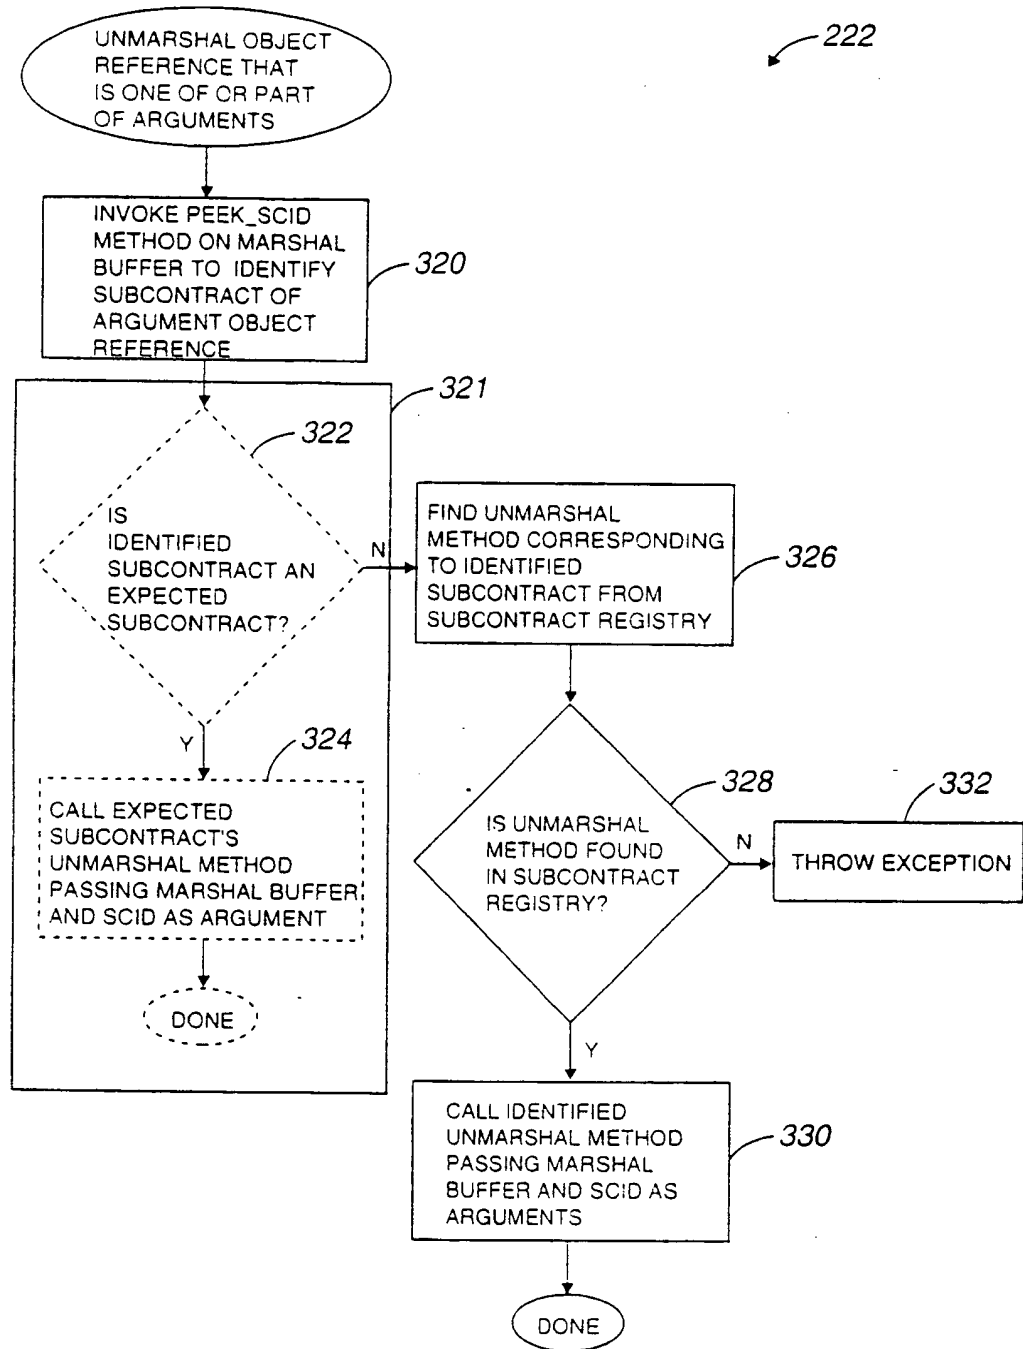 UNMARSHAL OBJECT
REFERENCE THAT
IS ONE OF OR PART
OF ARGUMENTS
222
INVOKE PEEK_SCID
METHOD ON MARSHAL
BUFFER TO IDENTIFY
SUBCONTRACT OF
ARGUMENT OBJECT
REFERENCE
320
321
322
IS
IDENTIFIED
SUBCONTRACT AN
EXPECTED
SUBCONTRACT?
N
Y
324
CALL EXPECTED
SUBCONTRACT'S
UNMARSHAL METHOD
PASSING MARSHAL BUFFER
AND SCID AS ARGUMENT
DONE
FIND UNMARSHAL
METHOD CORRESPONDING
TO IDENTIFIED
SUBCONTRACT FROM
SUBCONTRACT REGISTRY
326
328
IS UNMARSHAL
METHOD FOUND
IN SUBCONTRACT
REGISTRY?
N
332
THROW EXCEPTION
Y
CALL IDENTIFIED
UNMARSHAL METHOD
PASSING MARSHAL
BUFFER AND SCID AS
ARGUMENTS
330
DONE